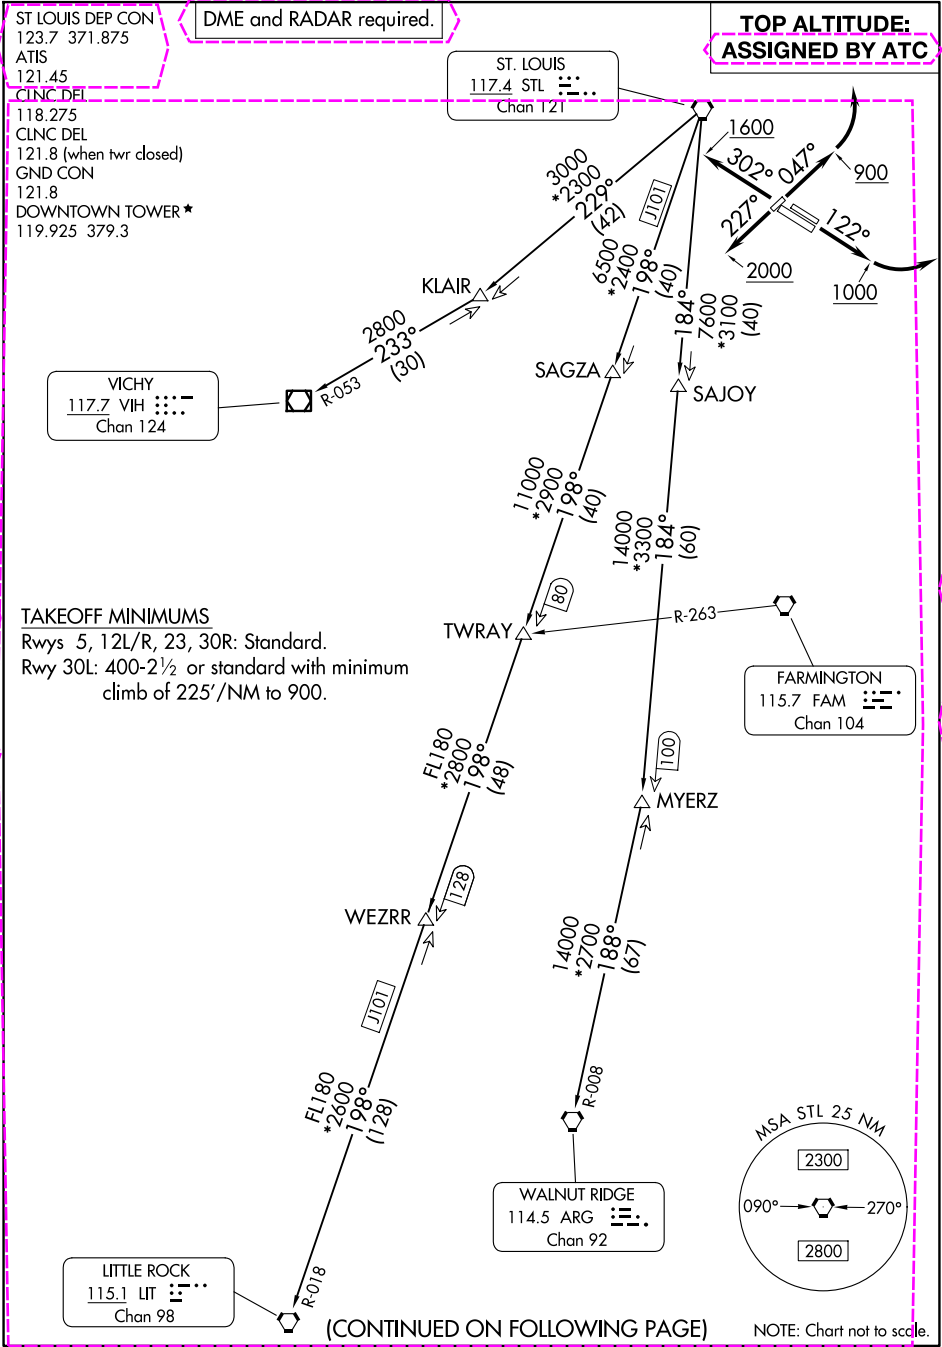 ST LOUIS DEP CON
123.7 371.875
ATIS
121.45
CLNC DEL
118.275
CLNC DEL
121.8 (when twr closed)
GND CON
121.8
DOWNTOWN TOWER★
119.925 379.3
DME and RADAR required.
TOP ALTITUDE:
ASSIGNED BY ATC
ST. LOUIS
117.4 STL
Chan 121
1600
302°
047°
900
227°
122°
2000
1000
3000
*2300
229°
(42)
J101
6500
*2400
198°
(40)
184°
7600
*3100
(40)
KLAIR
2800
233°
(30)
R-053
VICHY
117.7 VIH
Chan 124
SAGZA
SAJOY
11000
*2900
198°
(40)
14000
*3300
184°
(60)
80
TWRAY
R-263
FARMINGTON
115.7 FAM
Chan 104
TAKEOFF MINIMUMS
Rwys 5, 12L/R, 23, 30R: Standard.
Rwy 30L: 400-2½ or standard with minimum
climb of 225'/NM to 900.
FL180
*2800
198°
(48)
100
MYERZ
128
WEZRR
14000
*2700
188°
(67)
J101
FL180
*2600
198°
(128)
R-008
WALNUT RIDGE
114.5 ARG
Chan 92
MSA STL 25 NM
2300
090°
270°
2800
LITTLE ROCK
115.1 LIT
Chan 98
R-018
(CONTINUED ON FOLLOWING PAGE)
NOTE: Chart not to scale.